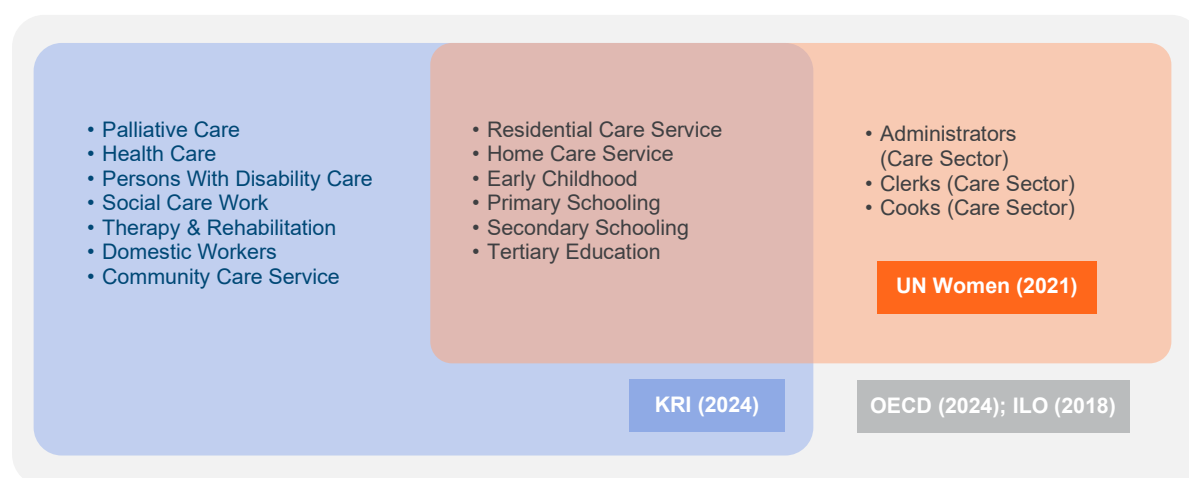 • Palliative Care
• Health Care
• Persons With Disability Care
• Social Care Work
• Therapy & Rehabilitation
• Domestic Workers
• Community Care Service
• Residential Care Service
• Home Care Service
• Early Childhood
• Primary Schooling
• Secondary Schooling
• Tertiary Education
• Administrators
(Care Sector)
• Clerks (Care Sector)
• Cooks (Care Sector)
UN Women (2021)
KRI (2024)
OECD (2024); ILO (2018)